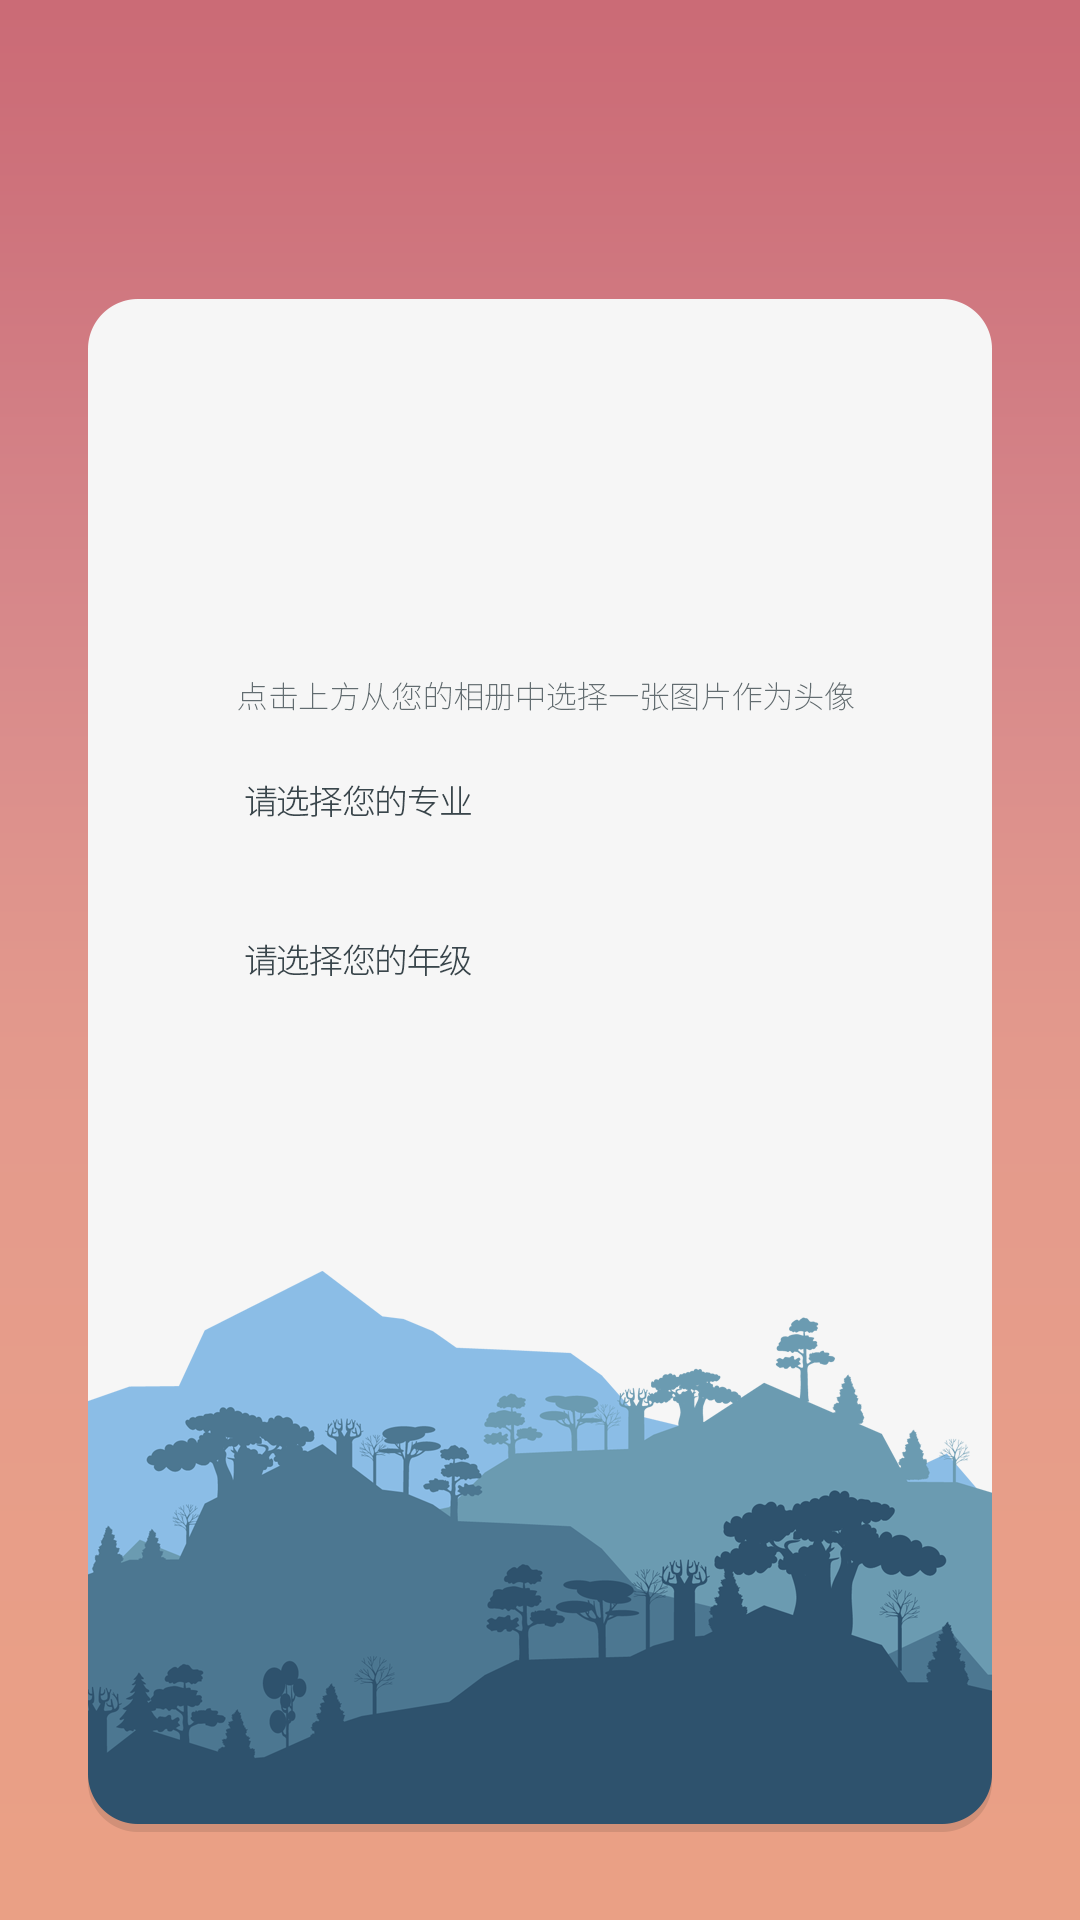 点击上方从您的相册中选择一张图片作为头像
请选择您的专业
请选择您的年级